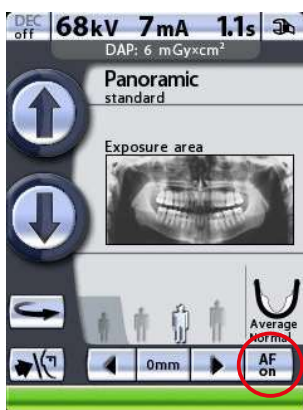 DEC off 68kV 7mA 1.1s
DAP: 6 mGy×cm²
Panoramic
standard
Exposure area
Average
Normal
0mm AF
on